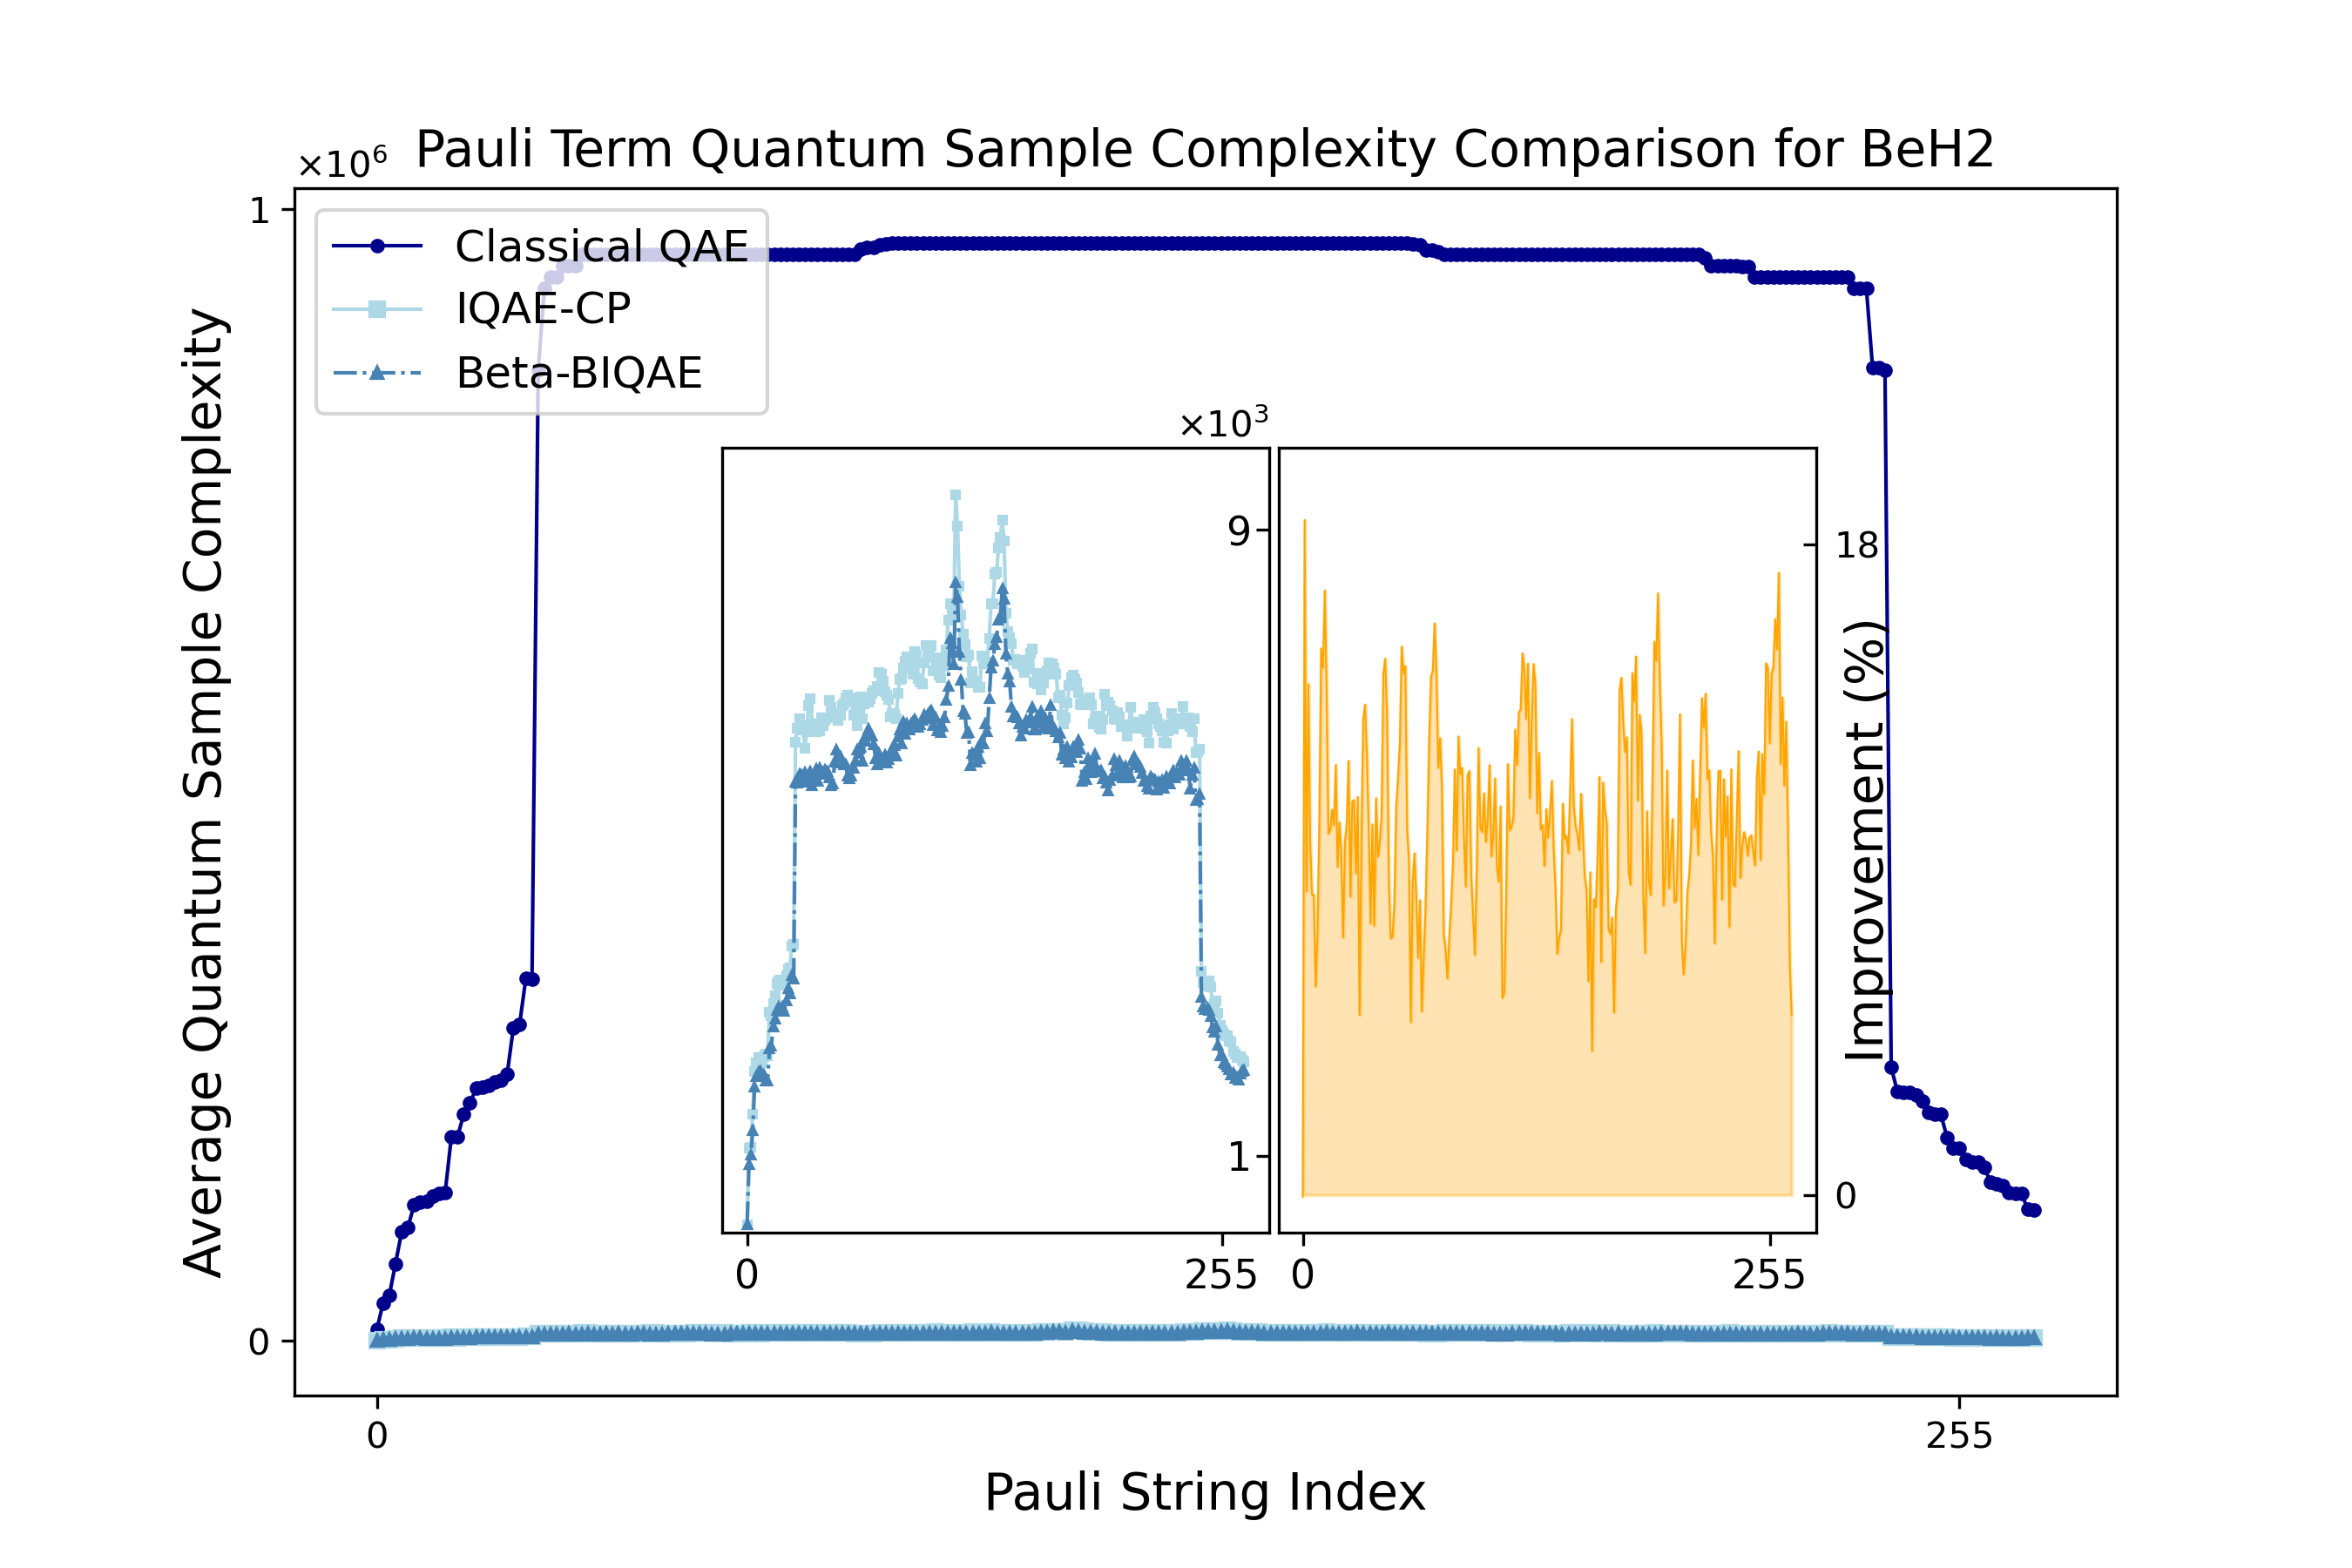 Pauli Term Quantum Sample Complexity Comparison for BeH2
×10⁶
1
0
Average Quantum Sample Complexity
Classical QAE
IQAE-CP
Beta-BIQAE
×10³
9
1
0
255
18
0
Improvement (%)
0
255
0
255
Pauli String Index